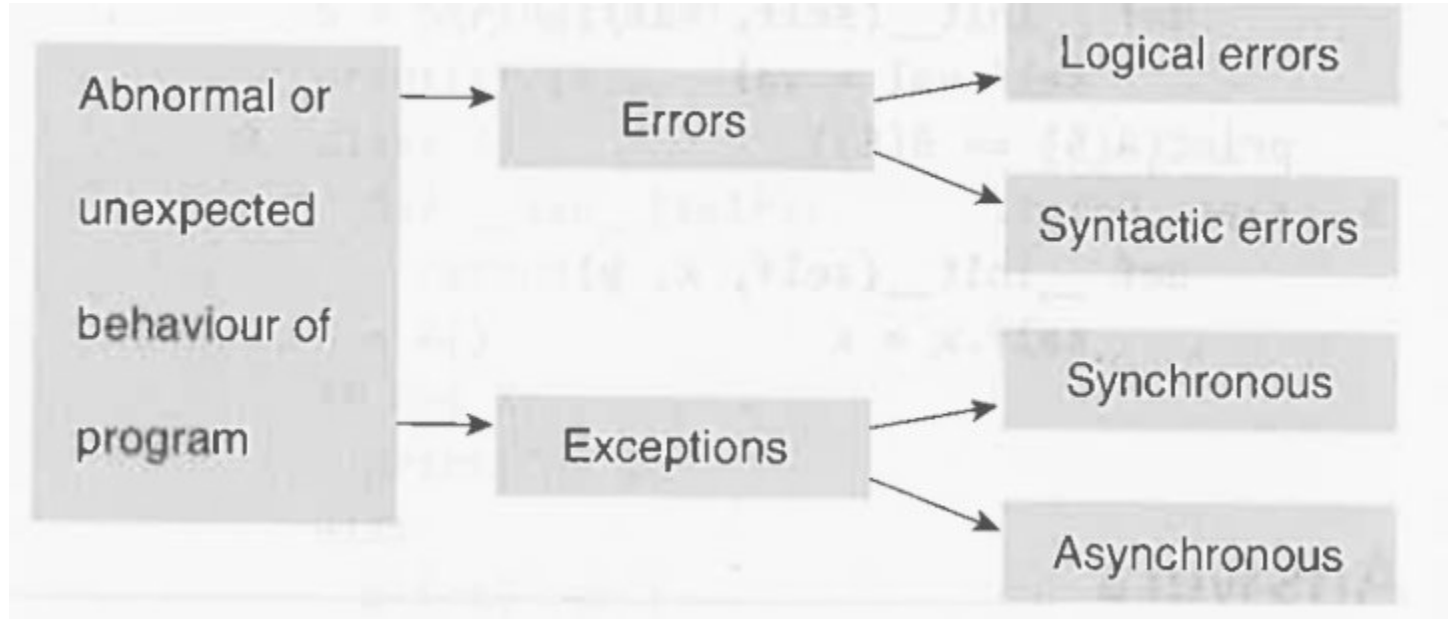 Abnormal or
unexpected
behaviour of
program
Errors
Logical errors
Syntactic errors
Exceptions
Synchronous
Asynchronous